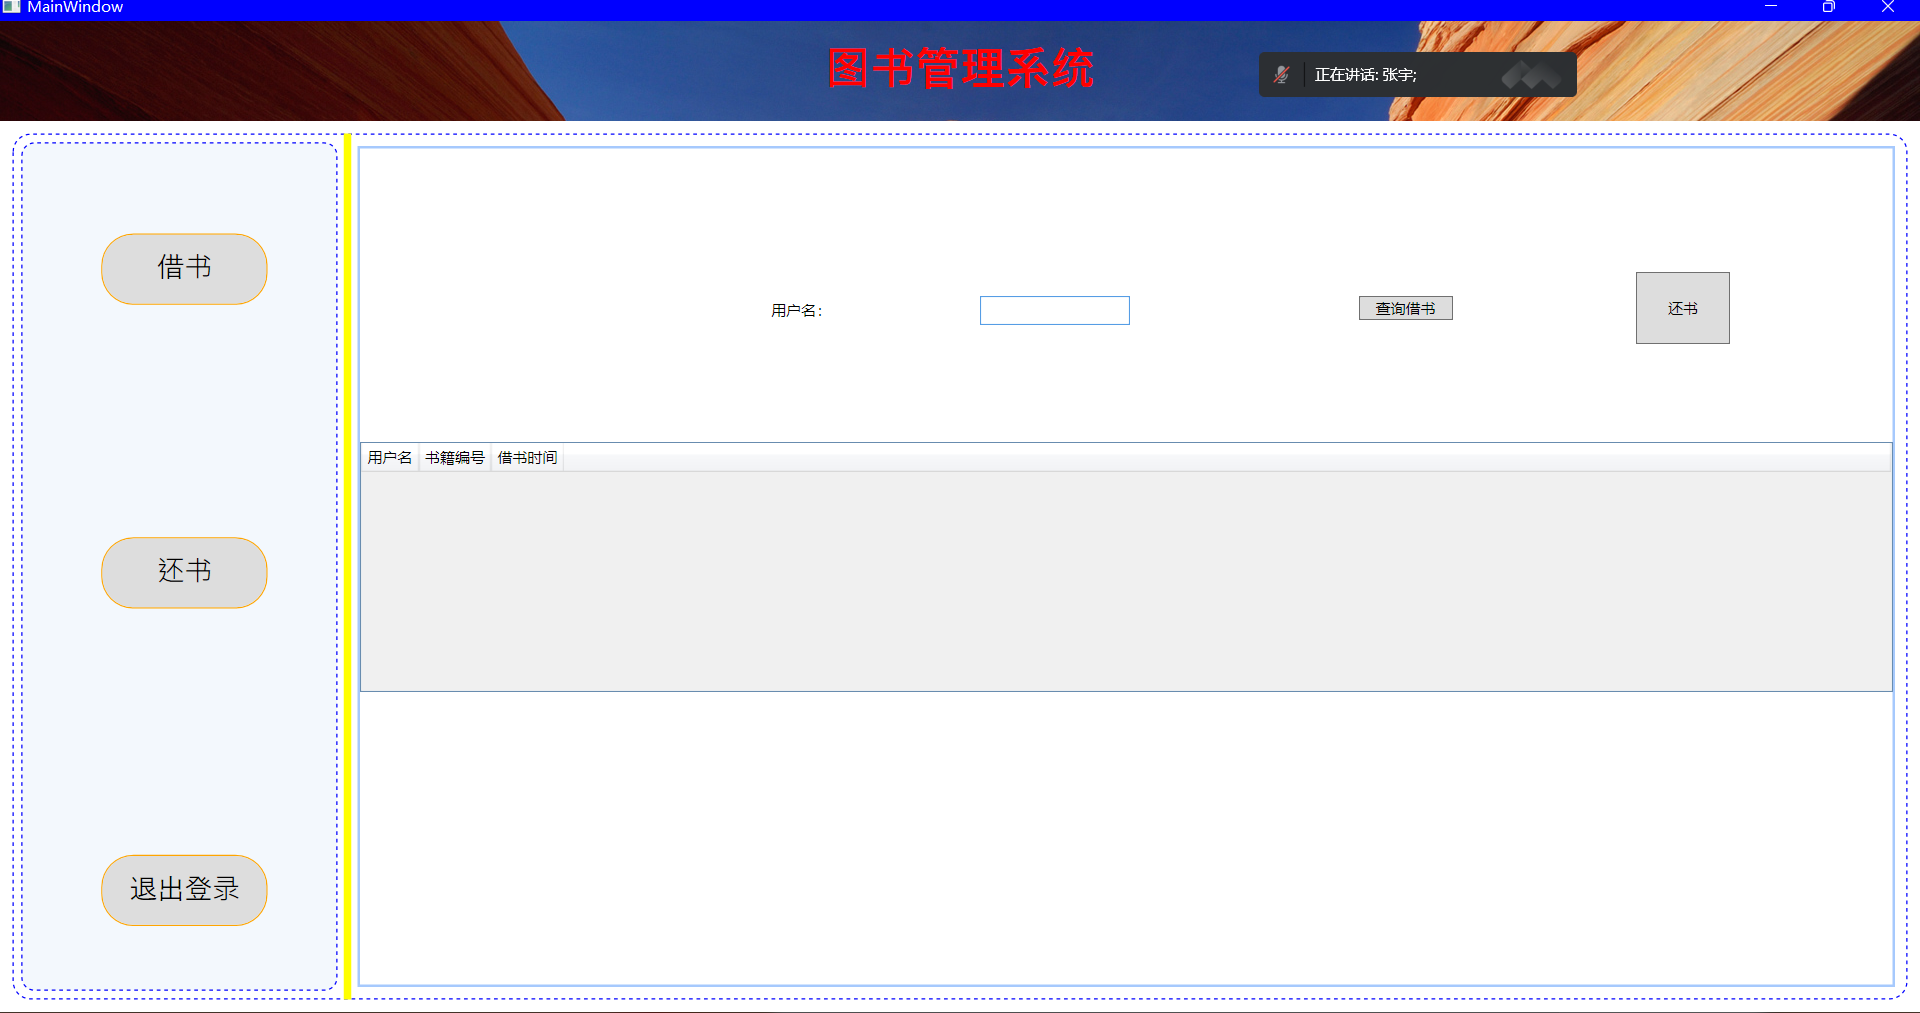 MainWindow
图书管理系统
正在讲话: 张宇;
借书
用户名：
查询借书
还书
用户名 书籍编号 借书时间
还书
退出登录